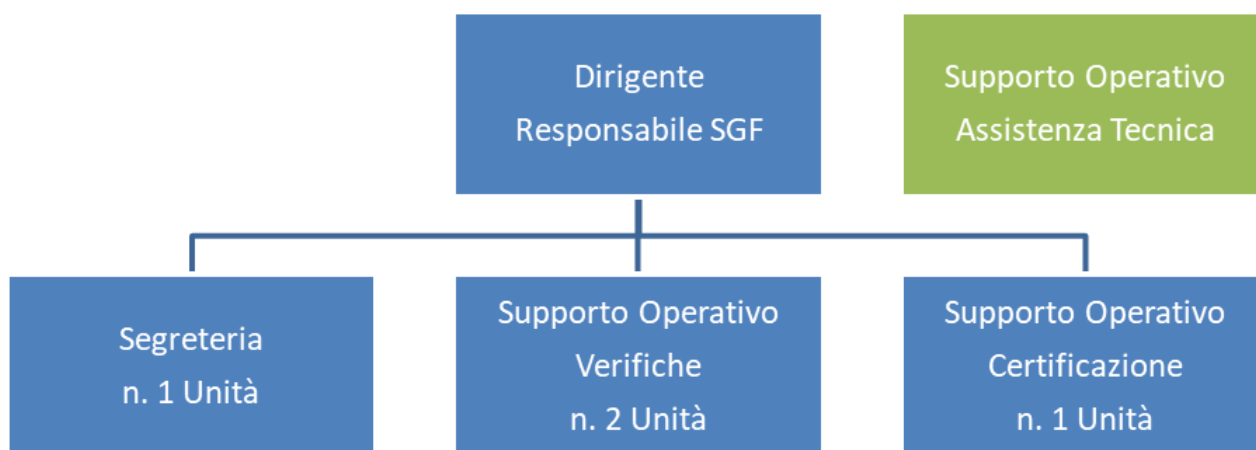 Dirigente
Responsabile SGF
Supporto Operativo
Assistenza Tecnica
Segreteria
n. 1 Unità
Supporto Operativo
Verifiche
n. 2 Unità
Supporto Operativo
Certificazione
n. 1 Unità